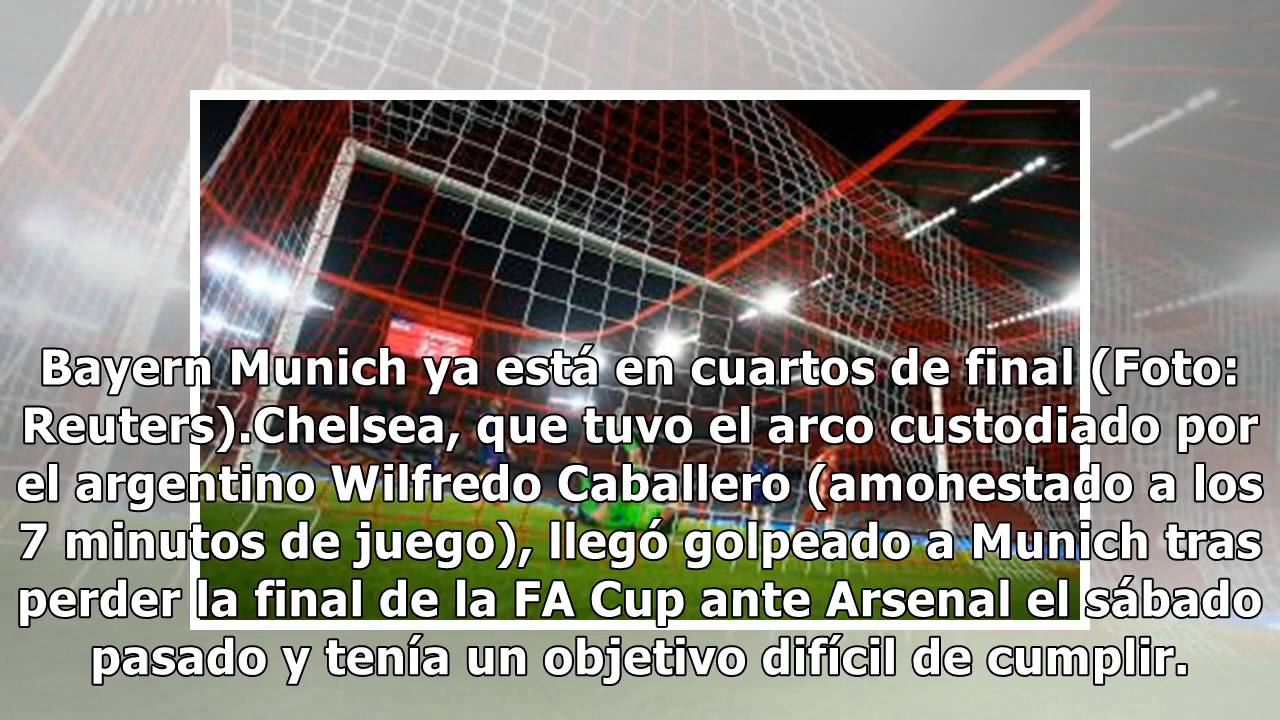 Bayern Munich ya está en cuartos de final (Foto:
Reuters).Chelsea, que tuvo el arco custodiado por
el argentino Wilfredo Caballero (amonestado a los
7 minutos de juego), llegó golpeado a Munich tras
perder la final de la FA Cup ante Arsenal el sábado
pasado y tenía un objetivo difícil de cumplir.